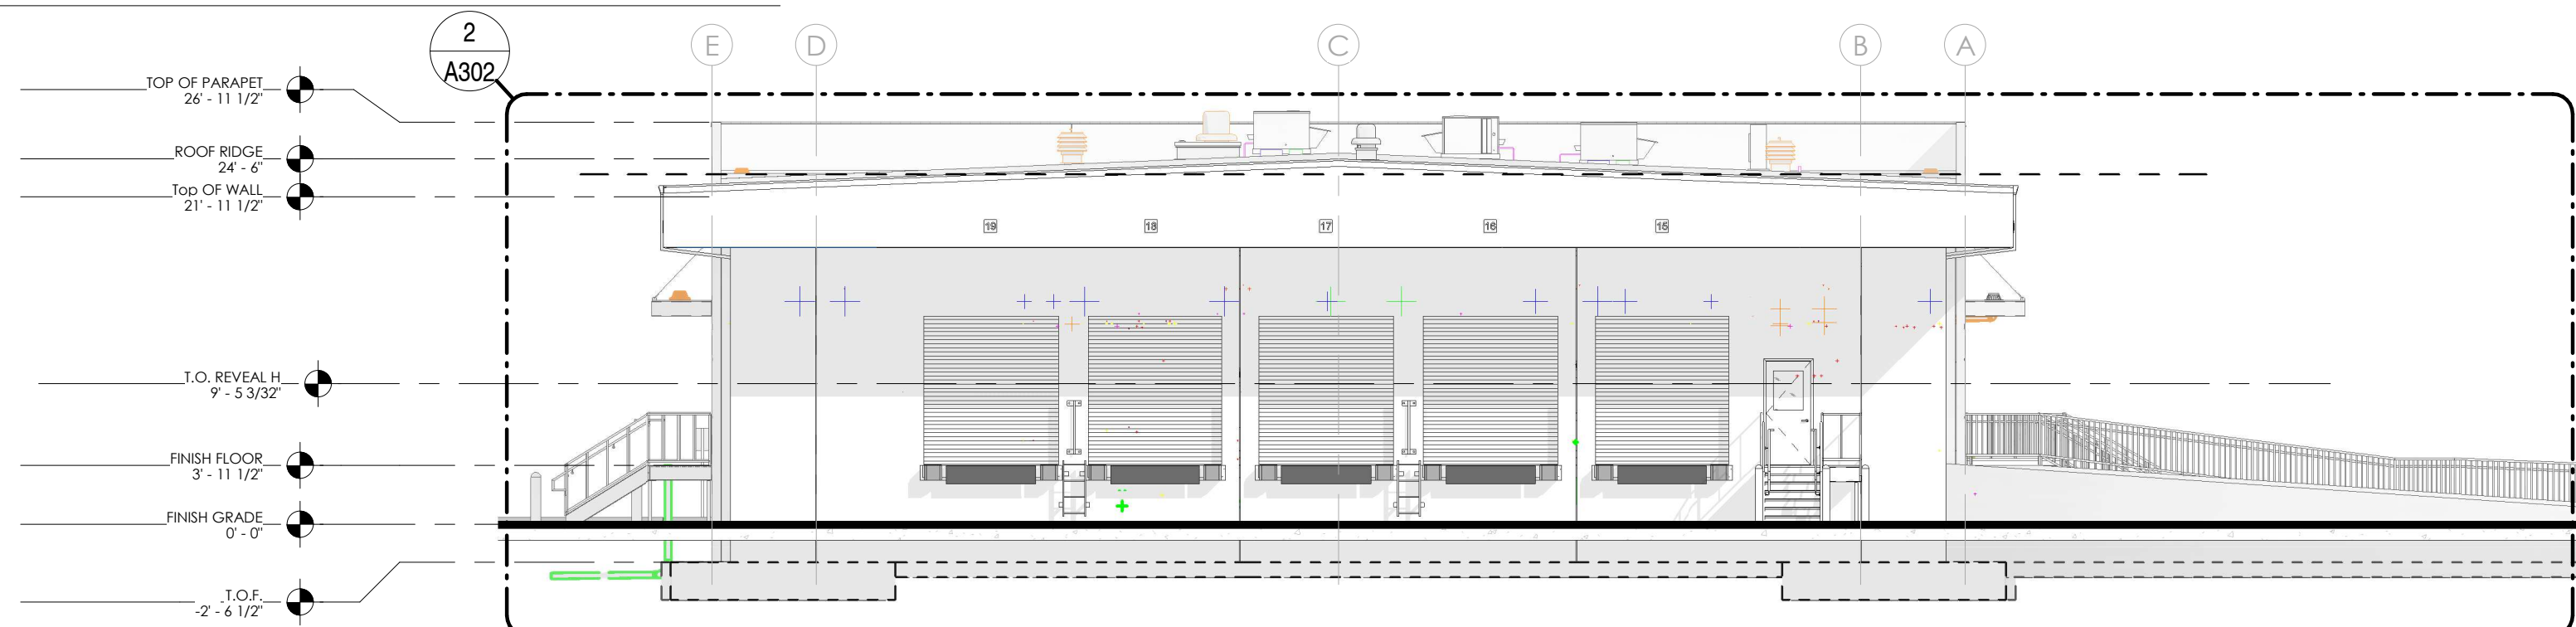 2
A302
E
D
C
B
A
TOP OF PARAPET
26' - 11 1/2"
ROOF RIDGE
24' - 6"
Top OF WALL
21' - 11 1/2"
19
18
17
16
15
T.O. REVEAL H
9' - 5 3/32"
FINISH FLOOR
3' - 11 1/2"
FINISH GRADE
0' - 0"
T.O.F.
-2' - 6 1/2"